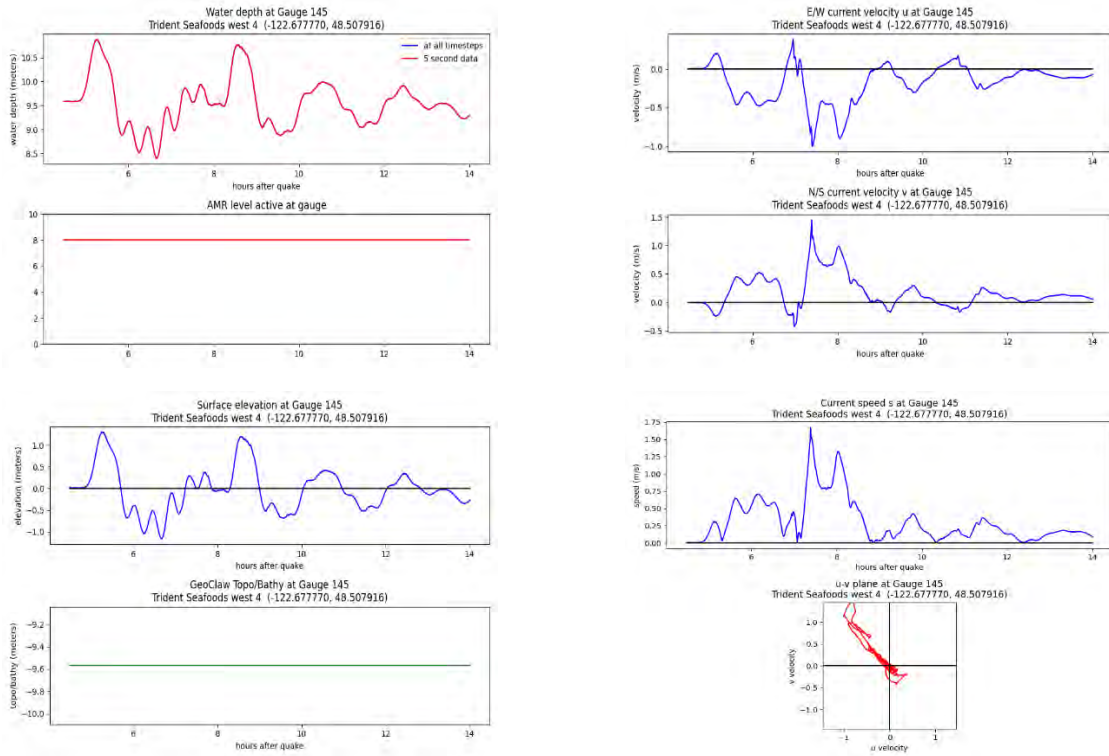 Water depth at Gauge 145
Trident Seafoods west 4 (-122.677770, 48.507916)
af all timesteps
5 second data
10.5
10.0
9.5
9.0
8.5
water depth (meters)
6 8 10 12 14
hours after quake
AMR level active at gauge
10
8
6
4
2
0
6 8 10 12 14
Surface elevation at Gauge 145
Trident Seafoods west 4 (-122.677770, 48.507916)
1.0
0.5
0.0
−0.5
−1.0
elevation (meters)
6 8 10 12 14
hours after quake
GeoClaw Topo/Bathy at Gauge 145
Trident Seafoods west 4 (-122.677770, 48.507916)
−9.2
−9.4
−9.6
−9.8
−10.0
topo/bathy (meters)
6 8 10 12 14
hours after quake
E/W current velocity u at Gauge 145
Trident Seafoods west 4 (-122.677770, 48.507916)
0.0
−0.5
−1.0
velocity (m/s)
6 8 10 12 14
hours after quake
N/S current velocity v at Gauge 145
Trident Seafoods west 4 (-122.677770, 48.507916)
1.5
1.0
0.5
0.0
−0.5
velocity (m/s)
6 8 10 12 14
hours after quake
Current speed s at Gauge 145
Trident Seafoods west 4 (-122.677770, 48.507916)
1.75
1.50
1.25
1.00
0.75
0.50
0.25
0.00
speed (m/s)
6 8 10 12 14
hours after quake
u-v plane at Gauge 145
Trident Seafoods west 4 (-122.677770, 48.507916)
1.0
0.5
0.0
−0.5
−1.0
v velocity
−1 0 1
u velocity